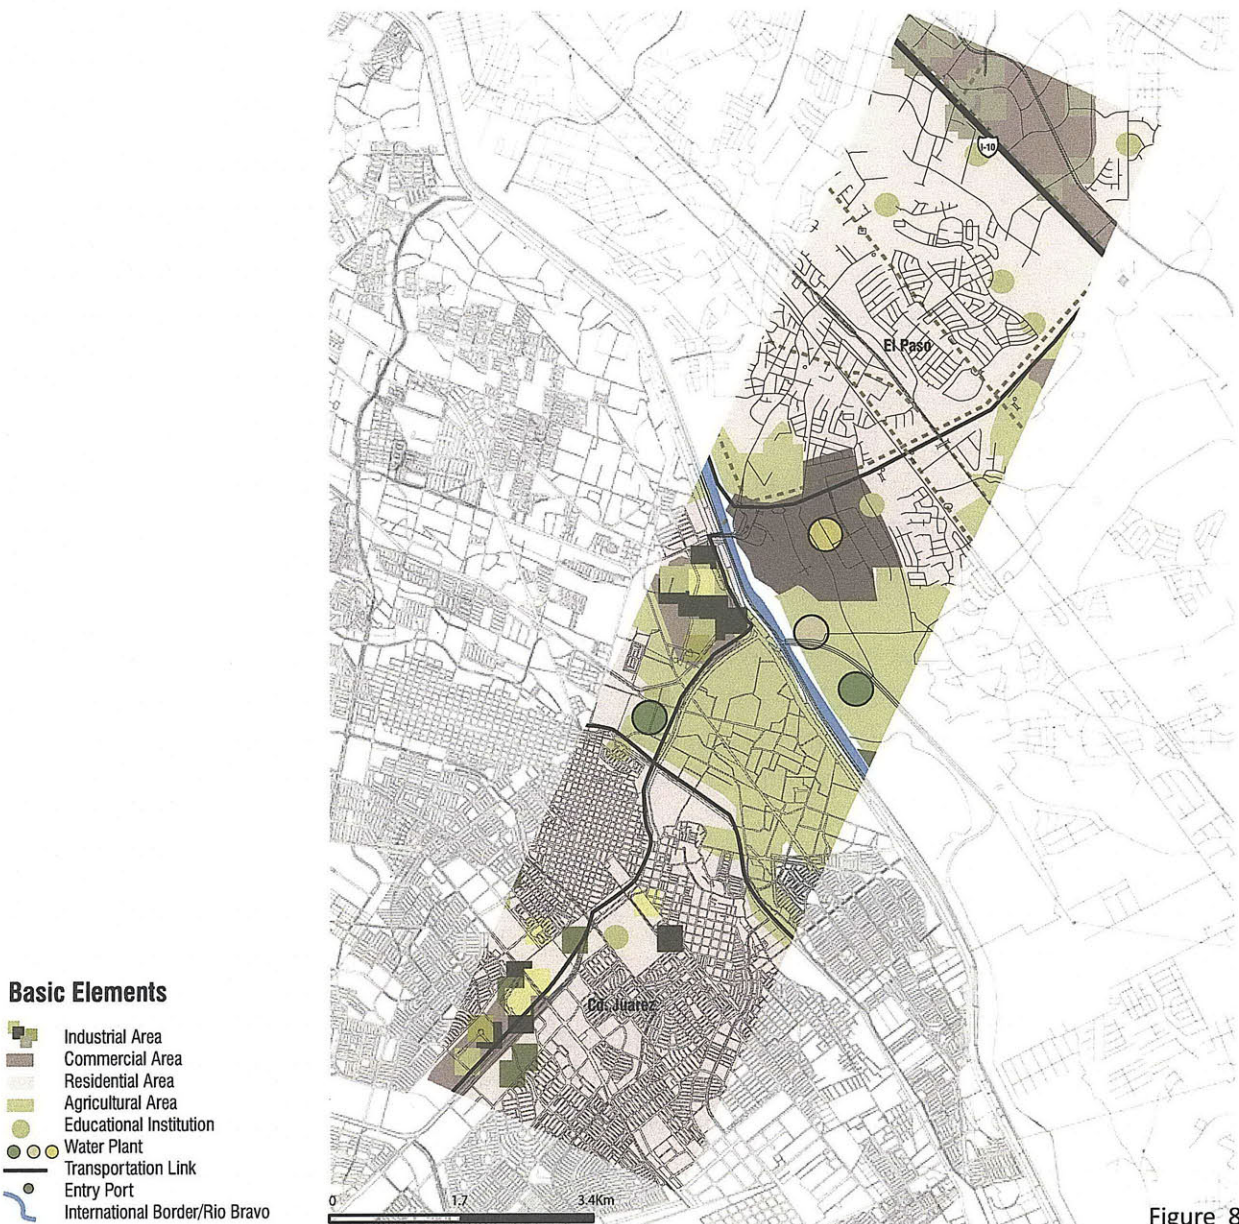 I-10
El Paso
Cd. Juarez
Basic Elements
Industrial Area
Commercial Area
Residential Area
Agricultural Area
Educational Institution
Water Plant
Transportation Link
Entry Port
International Border/Rio Bravo
0 1.7 3.4Km
Figure 8